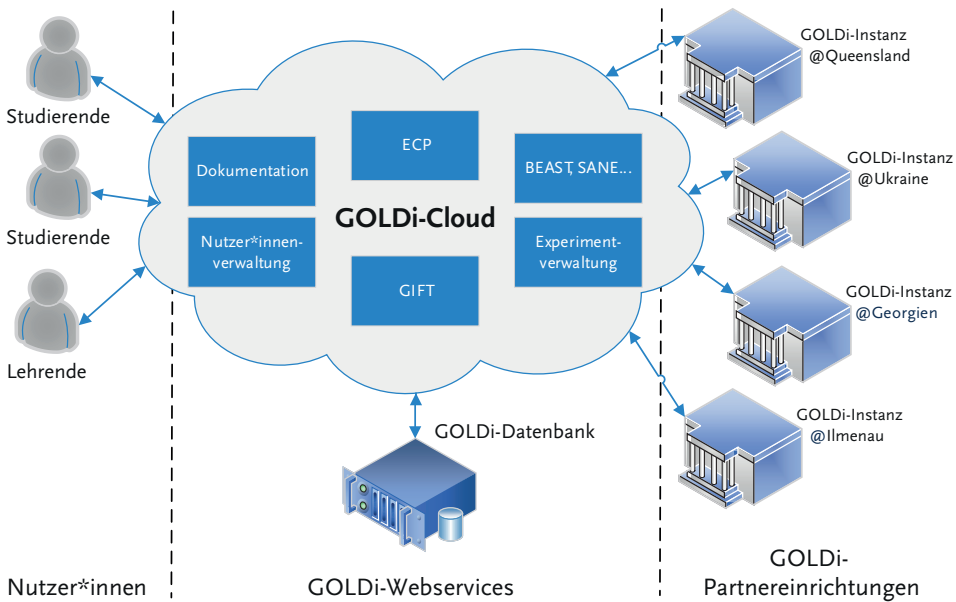 Studierende
Studierende
Lehrende
Nutzer*innen
Dokumentation
ECP
BEAST, SANE...
GOLDi-Cloud
Nutzer*innen-
verwaltung
GIFT
Experiment-
verwaltung
GOLDi-Datenbank
GOLDi-Webservices
GOLDi-Instanz
@Queensland
GOLDi-Instanz
@Ukraine
GOLDi-Instanz
@Georgien
GOLDi-Instanz
@Ilmenau
GOLDi-
Partnereinrichtungen